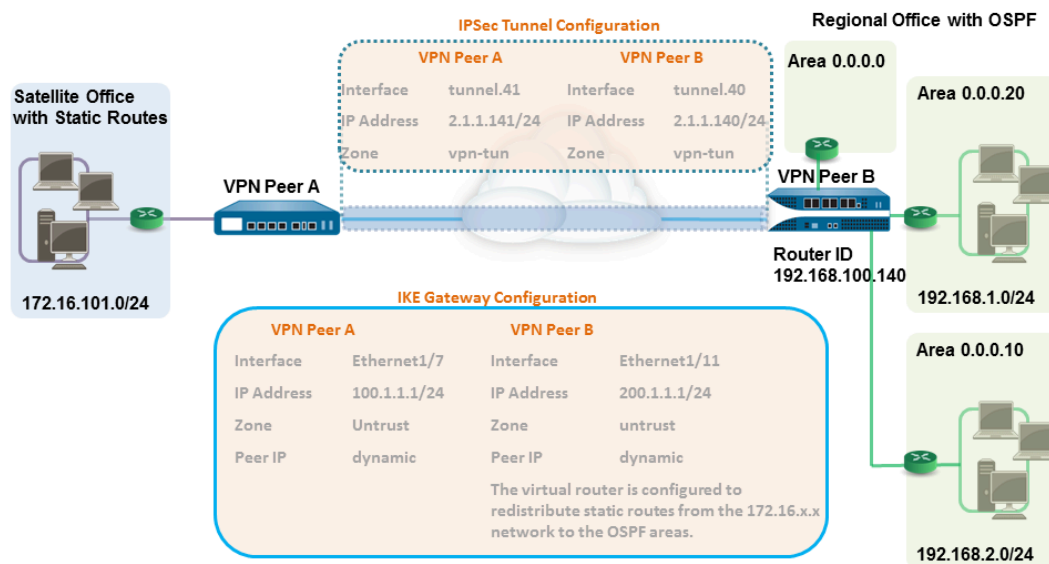 IPSec Tunnel Configuration
VPN Peer A VPN Peer B
Interface tunnel.41 Interface tunnel.40
IP Address 2.1.1.141/24 IP Address 2.1.1.140/24
Zone vpn-tun Zone vpn-tun
Regional Office with OSPF
Area 0.0.0.0
Area 0.0.0.20
Satellite Office
with Static Routes
VPN Peer A
VPN Peer B
Router ID
192.168.100.140
172.16.101.0/24
192.168.1.0/24
IKE Gateway Configuration
VPN Peer A VPN Peer B
Interface Ethernet1/7 Interface Ethernet1/11
IP Address 100.1.1.1/24 IP Address 200.1.1.1/24
Zone Untrust Zone untrust
Peer IP dynamic Peer IP dynamic
The virtual router is configured to
redistribute static routes from the 172.16.x.x
network to the OSPF areas.
Area 0.0.0.10
192.168.2.0/24